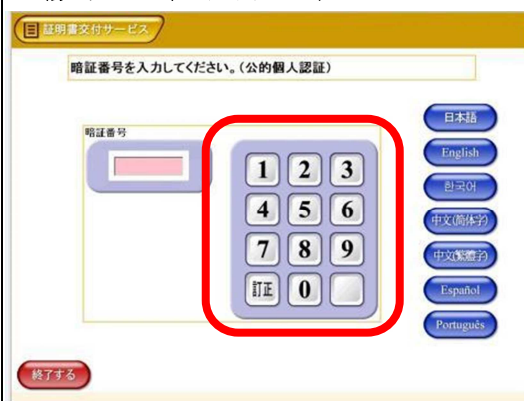 証明書交付サービス
暗証番号を入力してください。(公的個人認証)
暗証番号
1 2 3
4 5 6
7 8 9
訂正 0
日本語
English
한국어
中文(簡体字)
中文(繁體字)
Español
Português
終了する